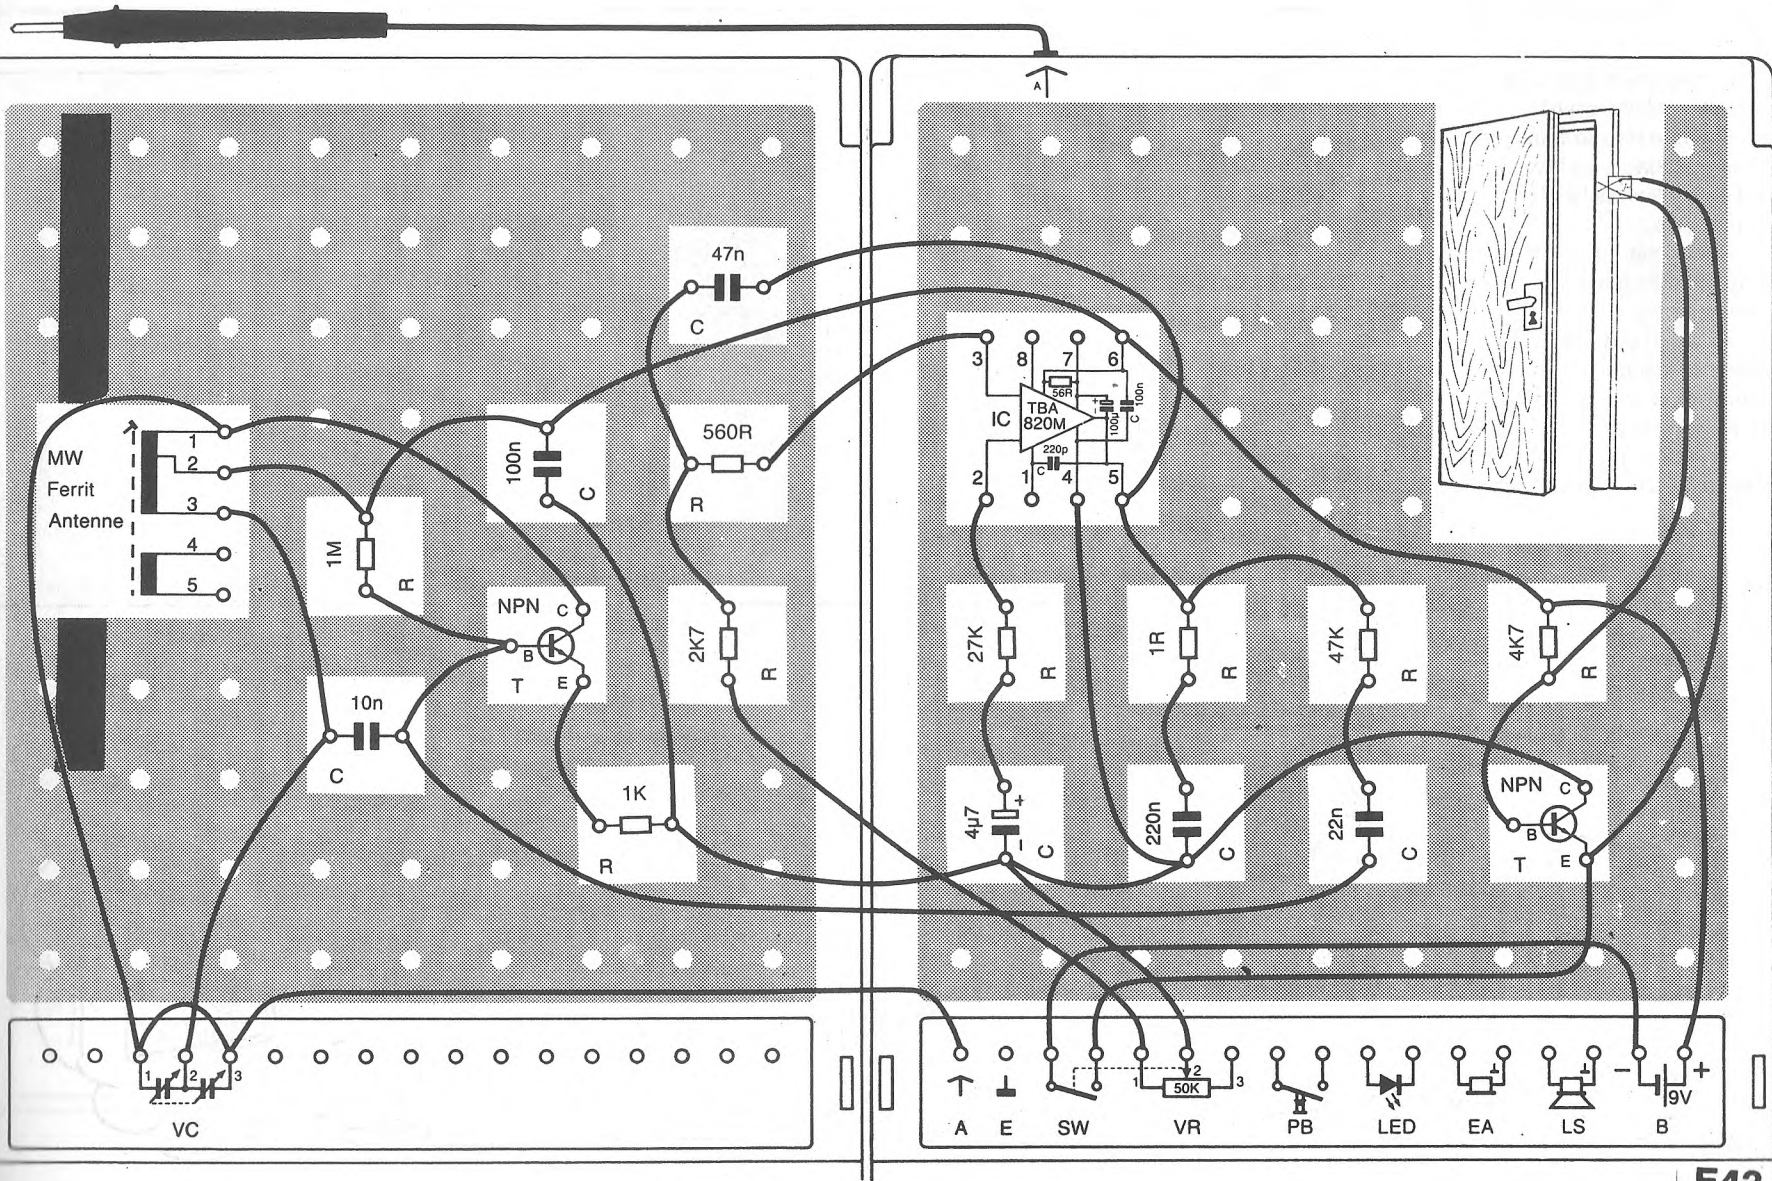 A
47n
C
3 8 7 6
56R
100n
C
100µ
+
-
IC
TBA
820M
220p
C
2 1 4 5
MW
Ferrit
Antenne
1
2
3
4
5
560R
R
100n
C
1M
R
NPN
C
B
E
T
2K7
R
27K
R
1R
R
47K
R
4K7
R
10n
C
1K
R
4µ7
+
-
C
220n
C
22n
C
NPN
C
B
E
T
1 2 3
VC
1 2 3
50K
9V
- +
A E SW VR PB LED EA LS B